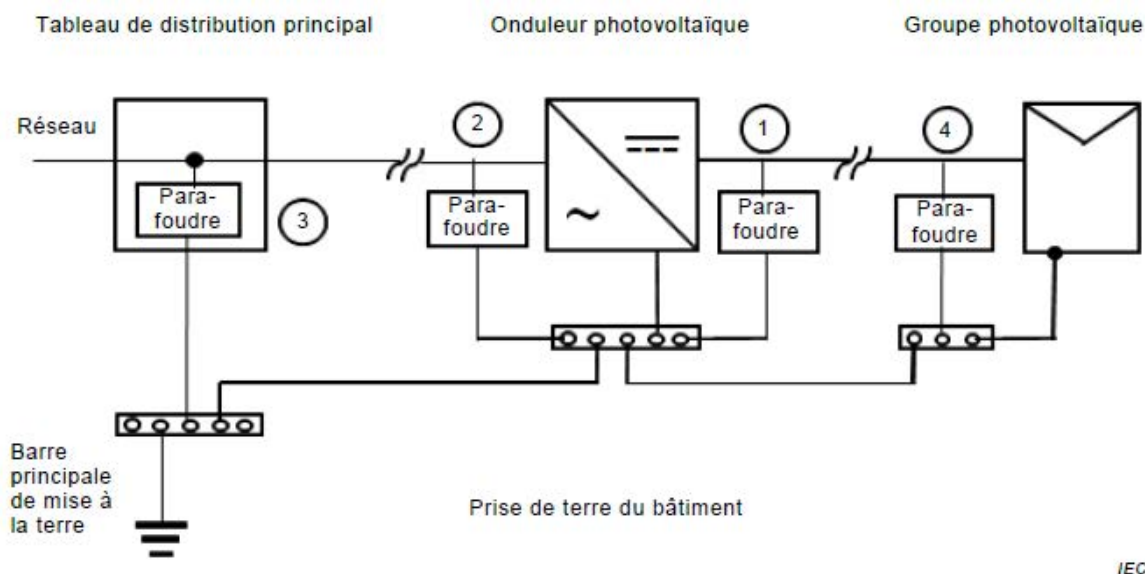 Tableau de distribution principal
Onduleur photovoltaïque
Groupe photovoltaïque
Réseau
2
1
4
Para-
foudre
3
Para-
foudre
Para-
foudre
Para-
foudre
Barre
principale
de mise à
la terre
Prise de terre du bâtiment
IEC